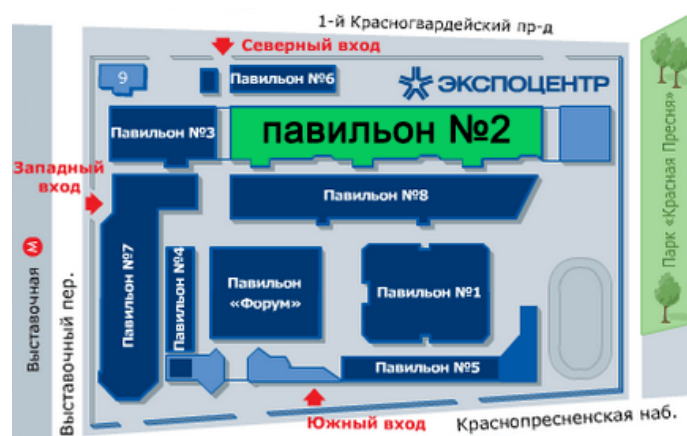 1-й Красногвардейский пр-д
Северный вход
9
Павильон №6
ЭКСПОЦЕНТР
Павильон №3
павильон №2
Западный
вход
Павильон №8
Парк «Красная Пресня»
М
Выставочная
Выставочный пер.
Павильон №7
Павильон №4
Павильон
«Форум»
Павильон №1
Павильон №5
Южный вход
Краснопресненская наб.